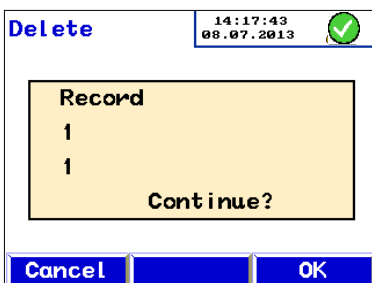 Delete
14:17:43
08.07.2013
Record
1
1
Continue?
Cancel
OK